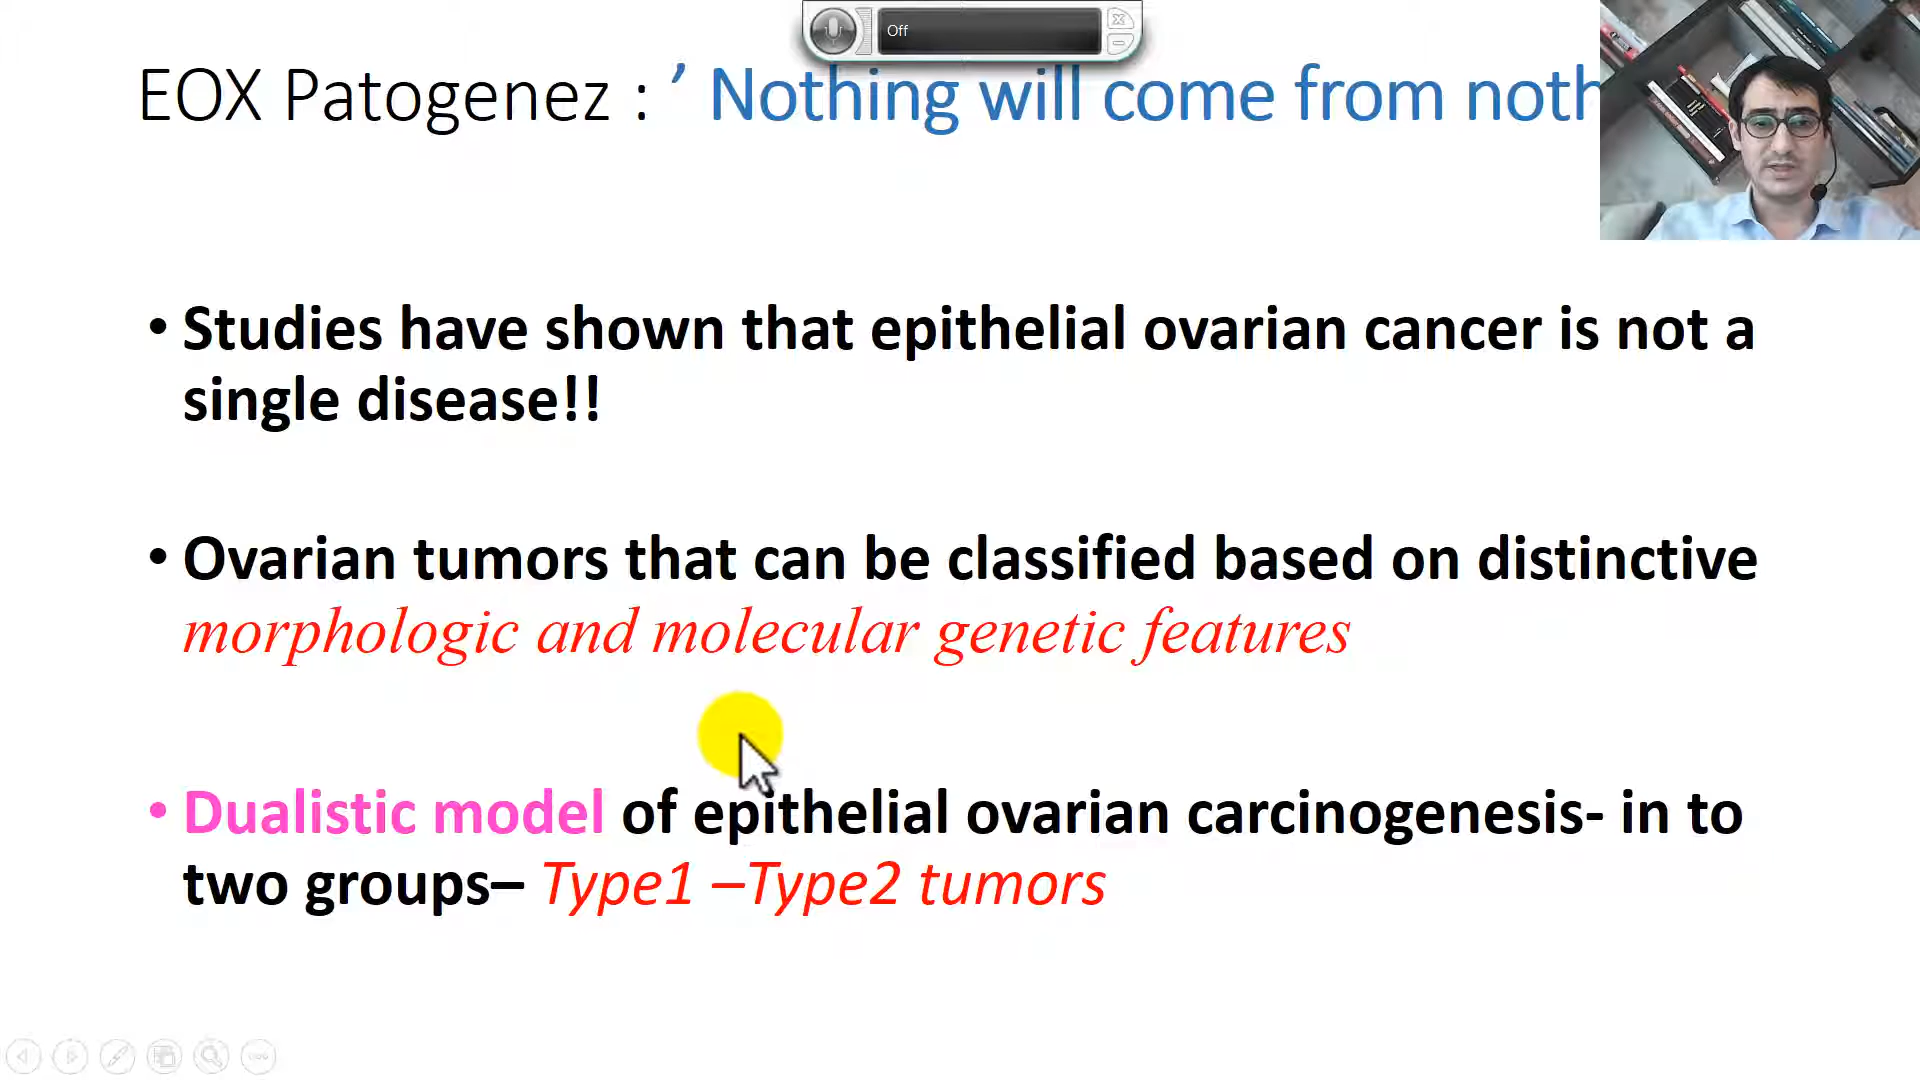 Off
EOX Patogenez : ’ Nothing will come from noth
• Studies have shown that epithelial ovarian cancer is not a
single disease!!
• Ovarian tumors that can be classified based on distinctive
morphologic and molecular genetic features
• Dualistic model of epithelial ovarian carcinogenesis- in to
two groups– Type1 –Type2 tumors